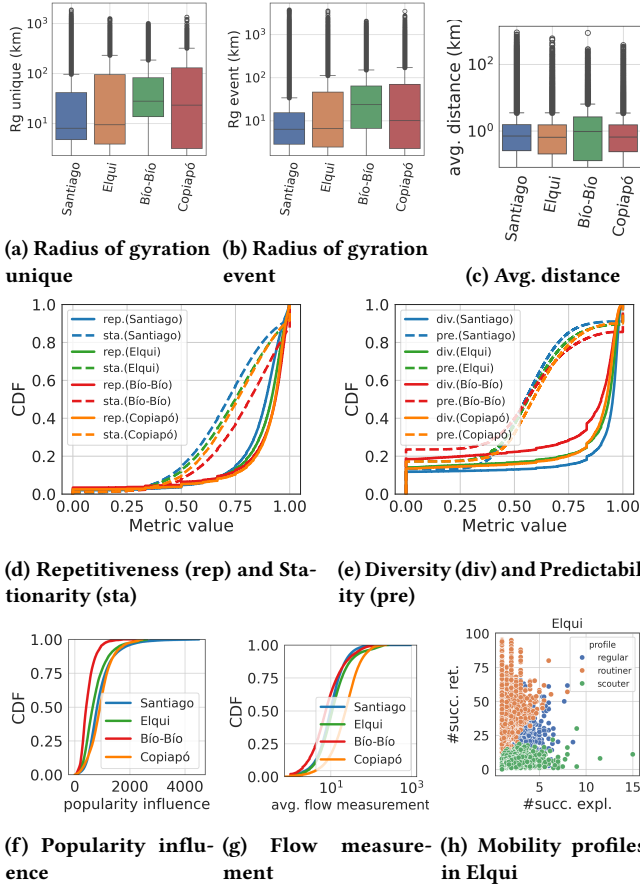 10³
10²
10¹
Rg unique (km)
Santiago
Elqui
Bío-Bío
Copiapó
10³
10²
10¹
Rg event (km)
Santiago
Elqui
Bío-Bío
Copiapó
10²
10⁰
avg. distance (km)
Santiago
Elqui
Bío-Bío
Copiapó
(a) Radius of gyration
unique
(b) Radius of gyration
event
(c) Avg. distance
1.0
0.8
0.6
0.4
0.2
0.0
CDF
rep.(Santiago)
sta.(Santiago)
rep.(Elqui)
sta.(Elqui)
rep.(Bío-Bío)
sta.(Bío-Bío)
rep.(Copiapó)
sta.(Copiapó)
0.00 0.25 0.50 0.75 1.00
Metric value
1.0
0.8
0.6
0.4
0.2
0.0
CDF
div.(Santiago)
pre.(Santiago)
div.(Elqui)
pre.(Elqui)
div.(Bío-Bío)
pre.(Bío-Bío)
div.(Copiapó)
pre.(Copiapó)
0.00 0.25 0.50 0.75 1.00
Metric value
(d) Repetitiveness (rep) and Sta-
tionarity (sta)
(e) Diversity (div) and Predictabil-
ity (pre)
1.00
0.75
0.50
0.25
0.00
CDF
Santiago
Elqui
Bío-Bío
Copiapó
0 2000 4000
popularity influence
1.00
0.75
0.50
0.25
0.00
CDF
Santiago
Elqui
Bío-Bío
Copiapó
10¹ 10³
avg. flow measurement
Elqui
100
75
50
25
0
#succ. ret.
profile
regular
routiner
scouter
5 10 15
#succ. expl.
(f) Popularity influ-
ence
(g) Flow measure-
ment
(h) Mobility profiles
in Elqui